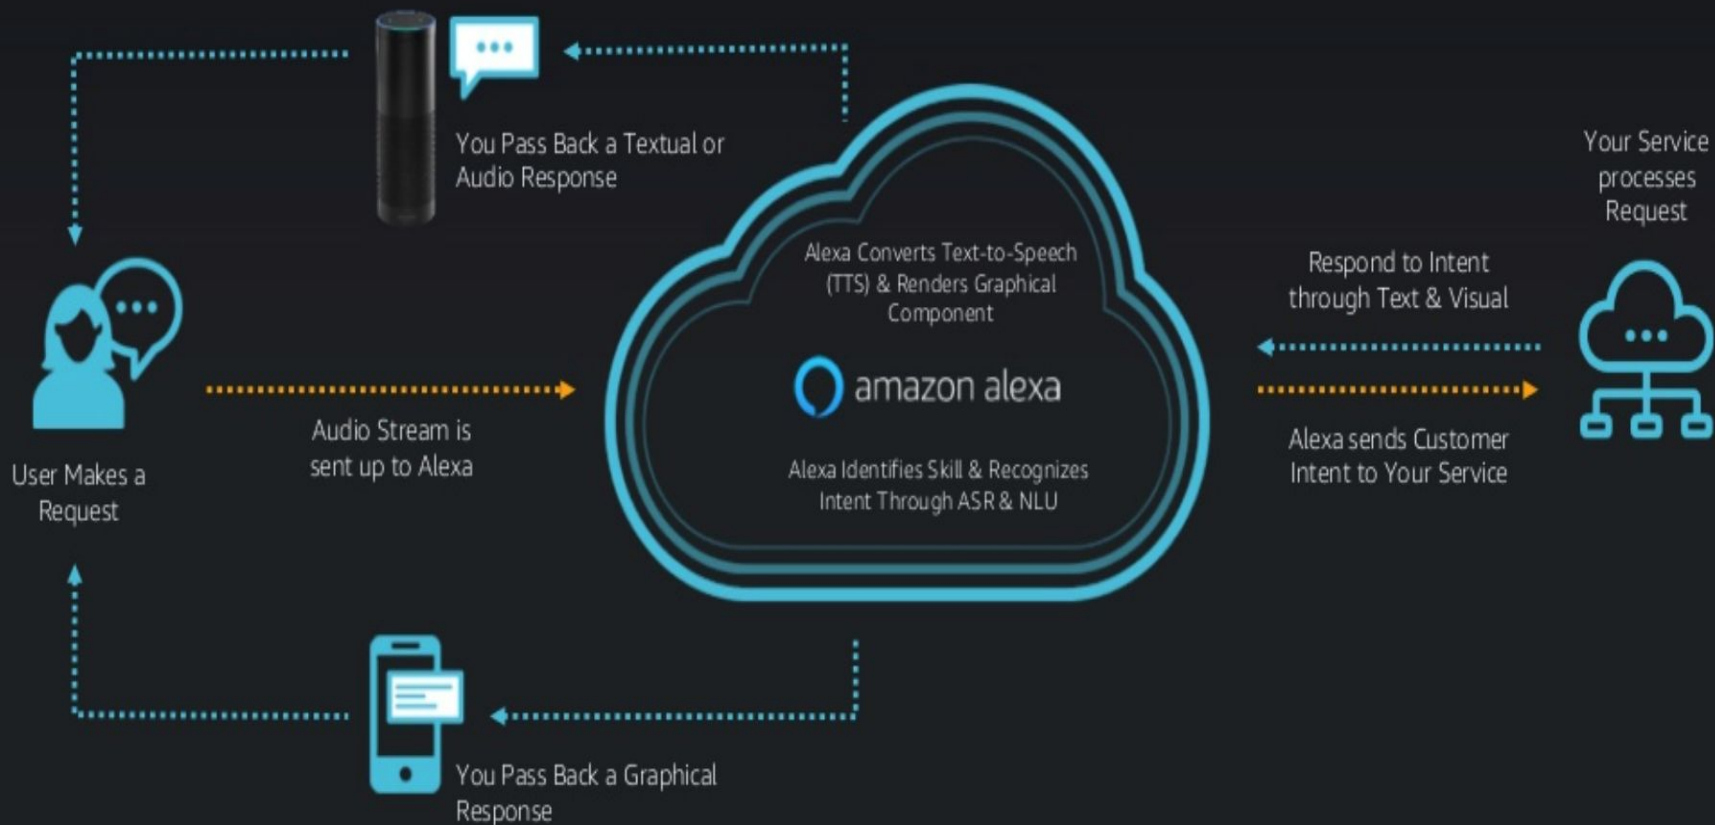 You Pass Back a Textual or
Audio Response
Your Service
processes
Request
Alexa Converts Text-to-Speech
(TTS) & Renders Graphical
Component
Respond to Intent
through Text & Visual
amazon alexa
Audio Stream is
sent up to Alexa
Alexa sends Customer
Intent to Your Service
User Makes a
Request
Alexa Identifies Skill & Recognizes
Intent Through ASR & NLU
You Pass Back a Graphical
Response